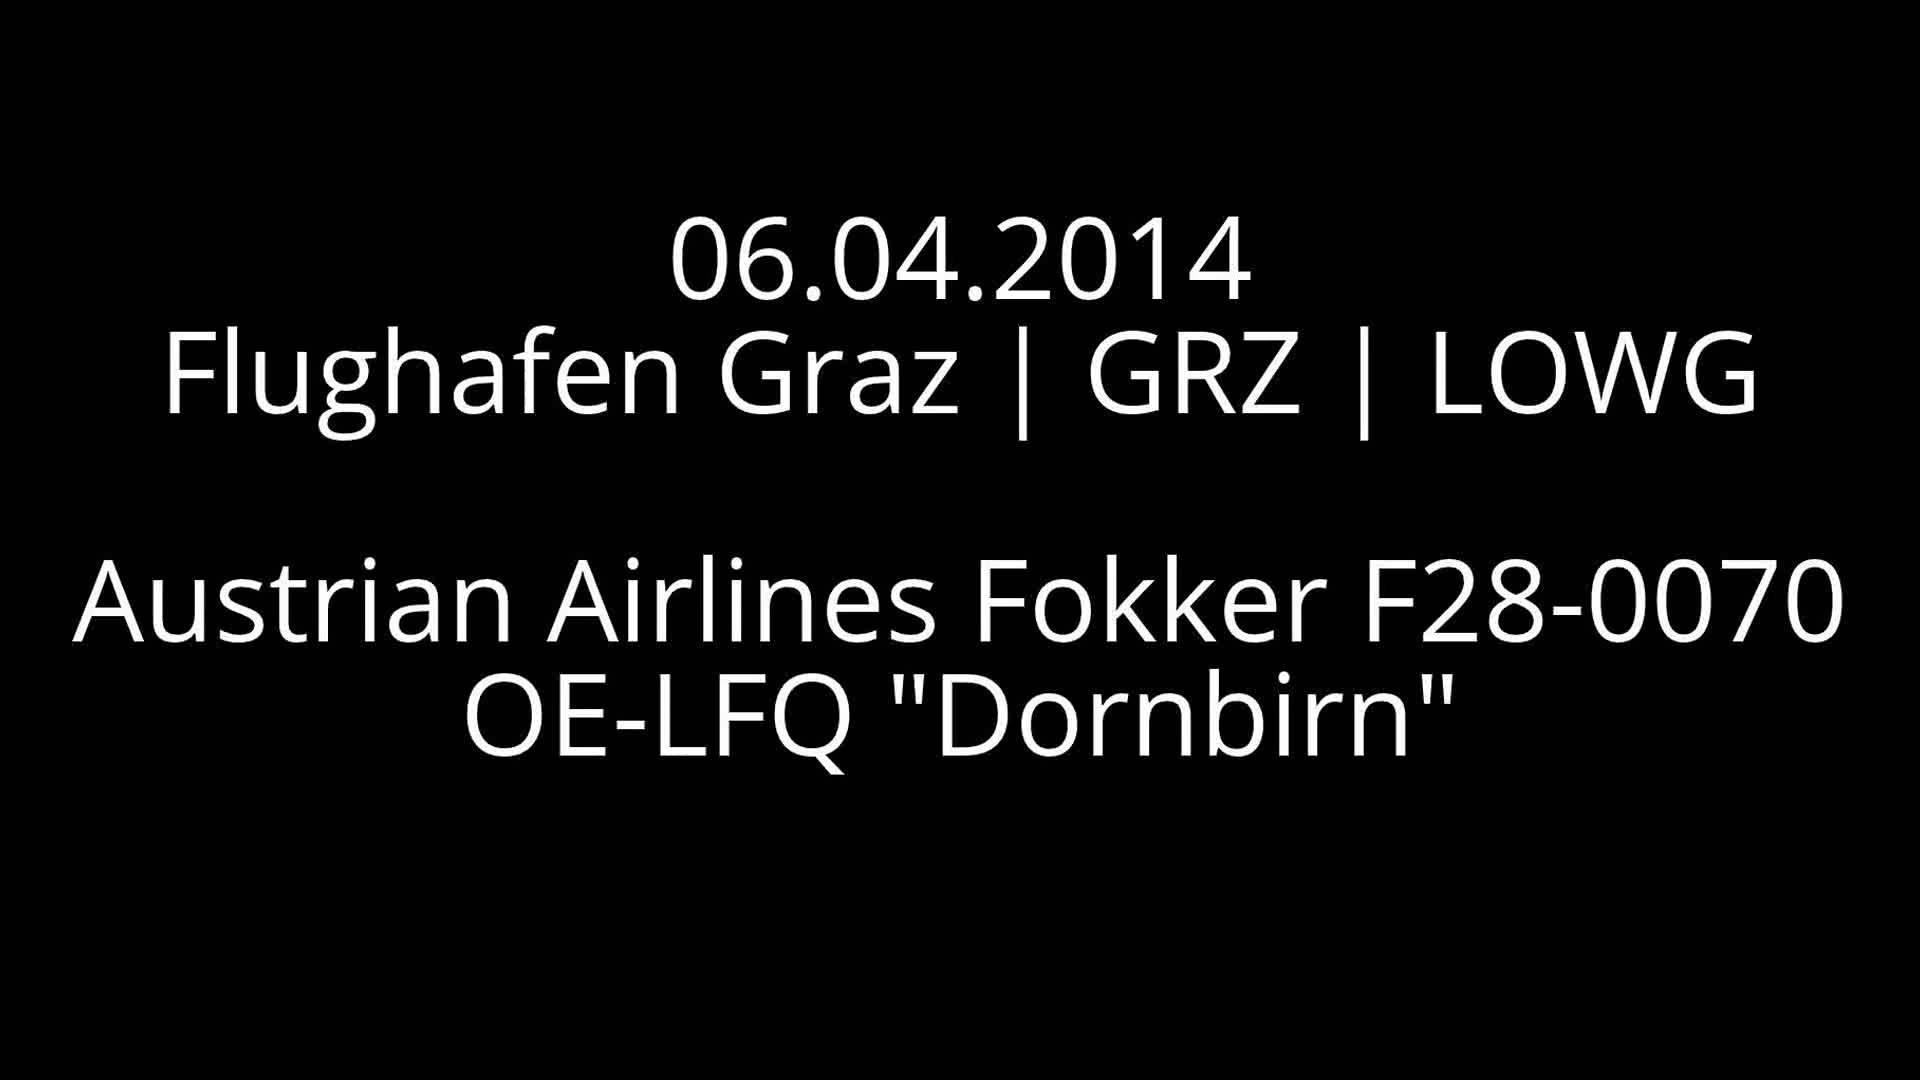 06.04.2014
Flughafen Graz | GRZ | LOWG
Austrian Airlines Fokker F28-0070
OE-LFQ "Dornbirn"